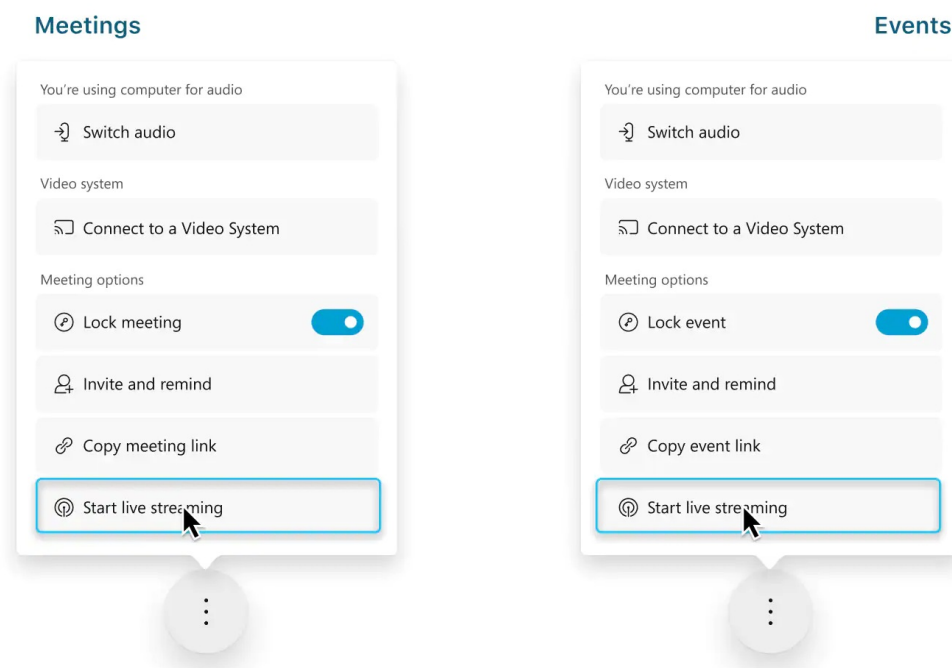 Meetings
You're using computer for audio
Switch audio
Video system
Connect to a Video System
Meeting options
Lock meeting
Invite and remind
Copy meeting link
Start live streaming
Events
You're using computer for audio
Switch audio
Video system
Connect to a Video System
Meeting options
Lock event
Invite and remind
Copy event link
Start live streaming